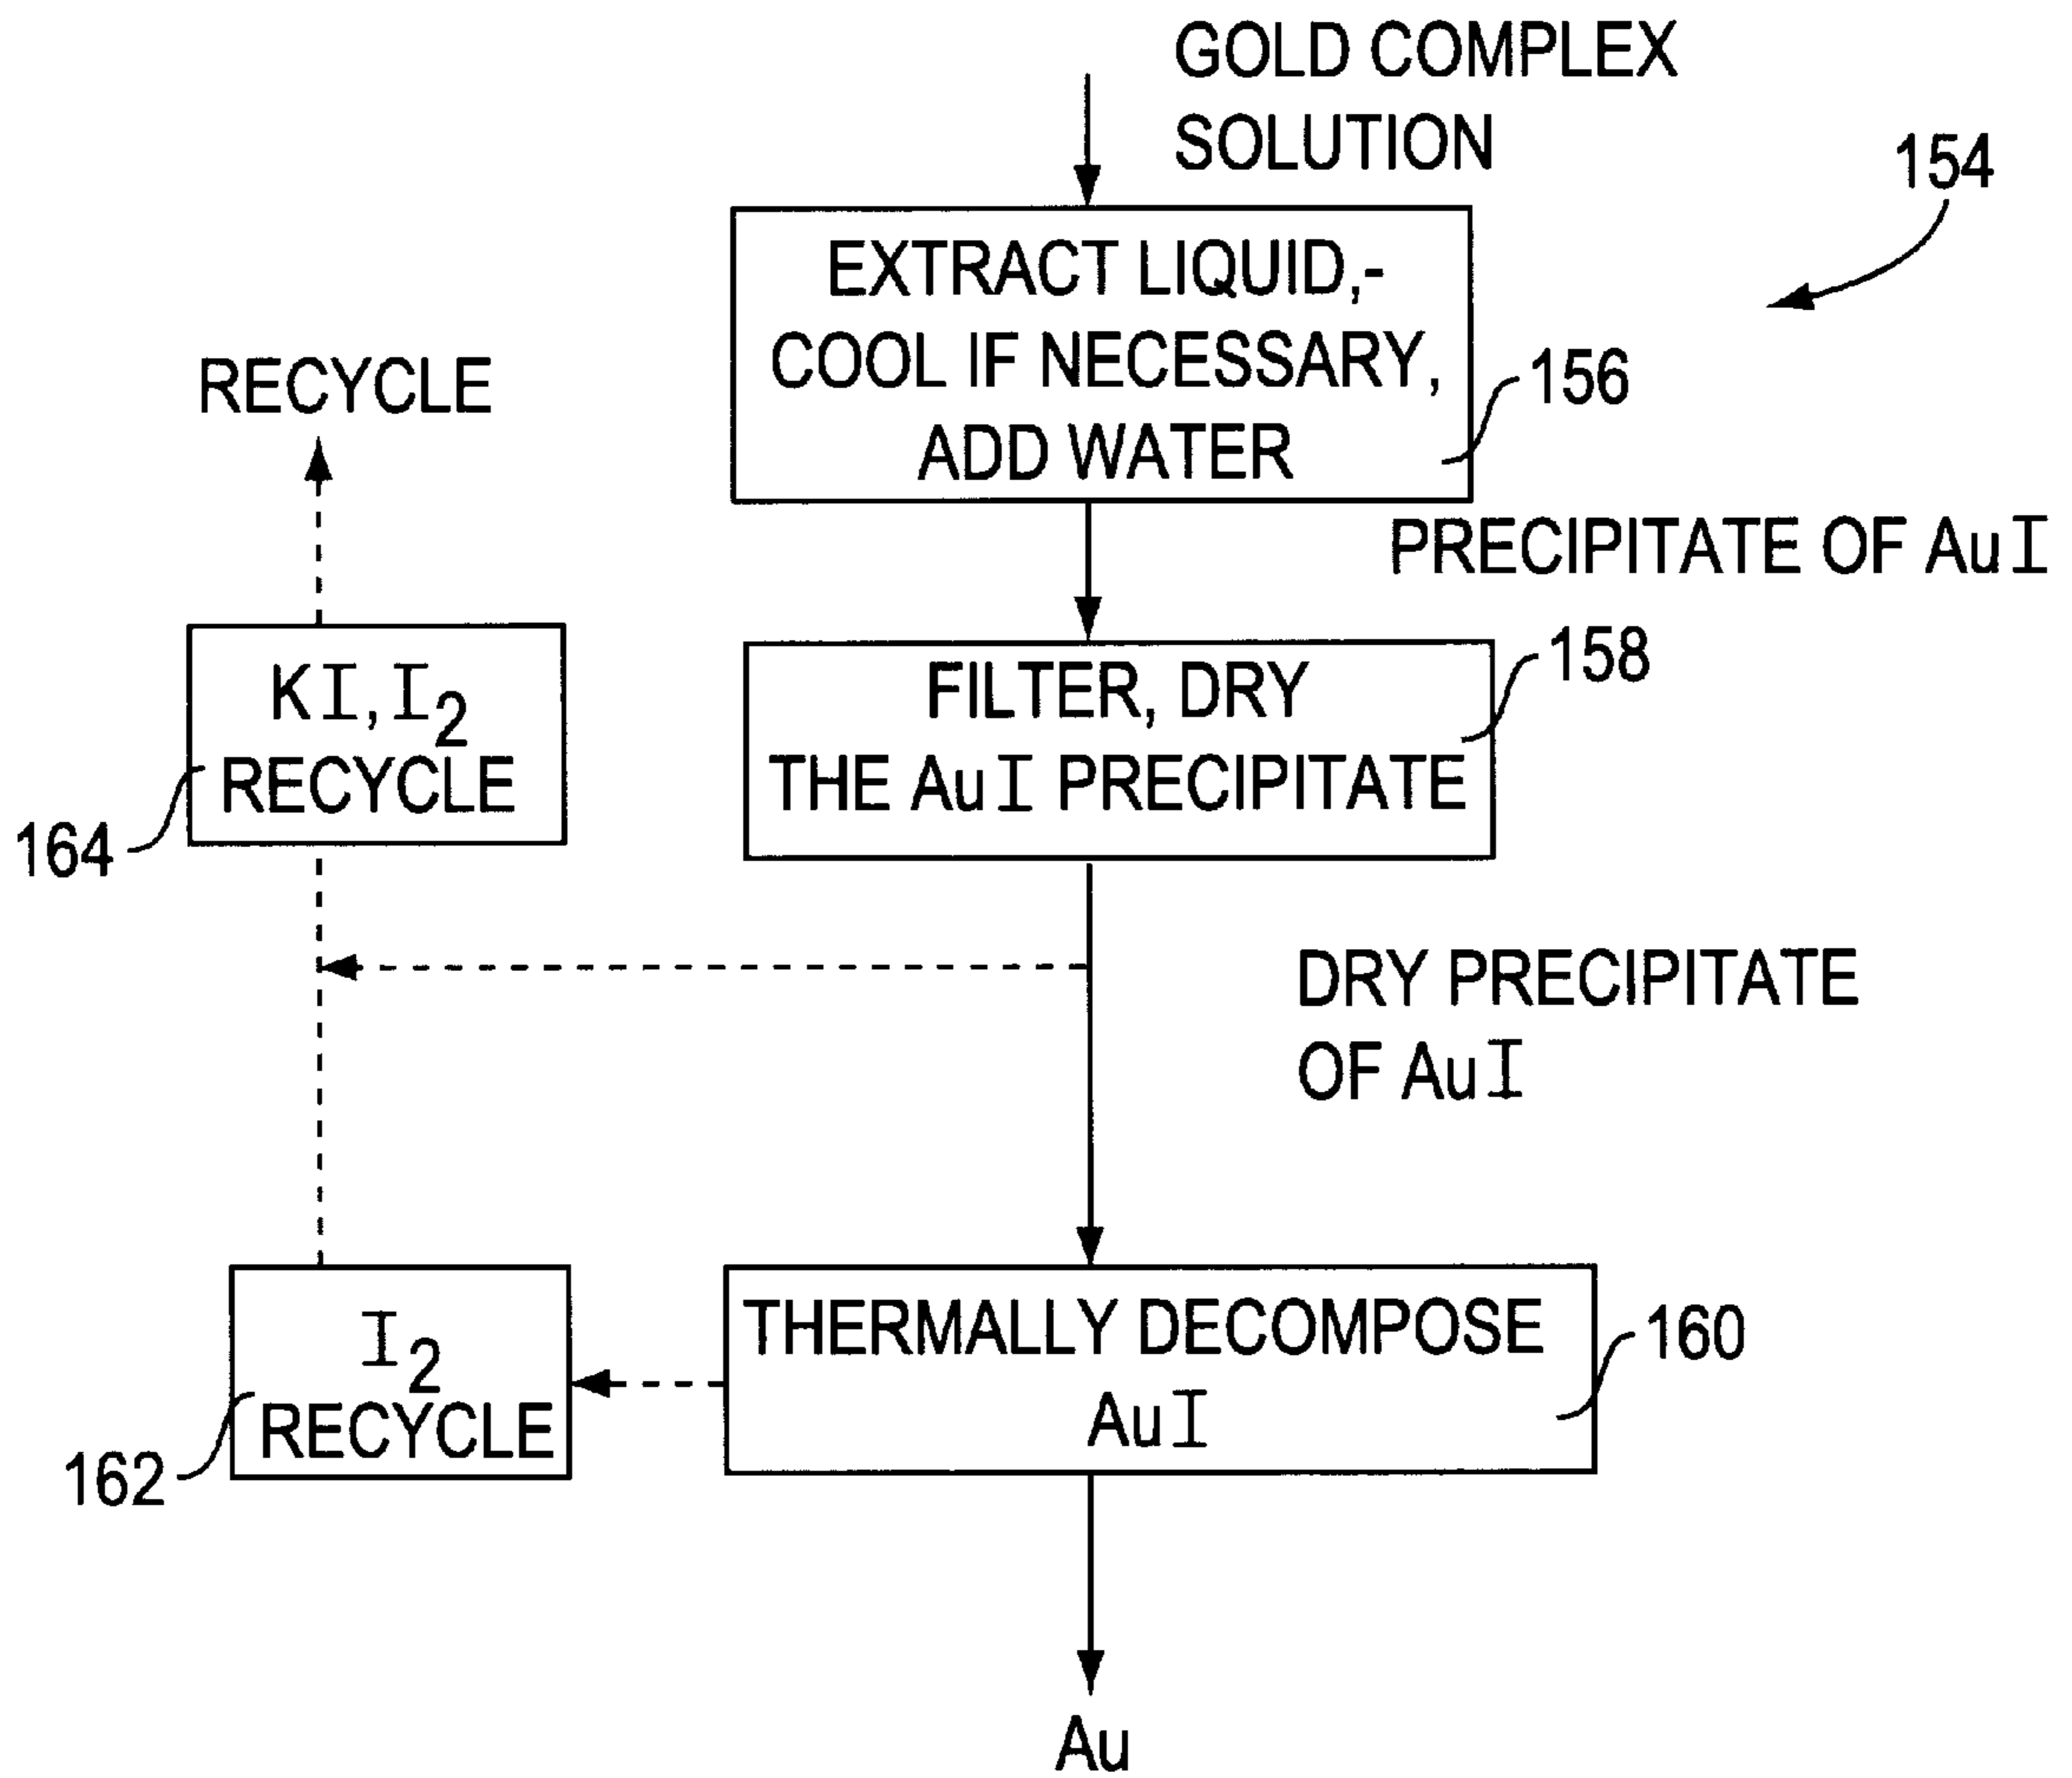 GOLD COMPLEX
SOLUTION
154
EXTRACT LIQUID,-
COOL IF NECESSARY,
ADD WATER
156
RECYCLE
PRECIPITATE OF AuI
KI, I2
RECYCLE
164
FILTER, DRY
THE AuI PRECIPITATE
158
DRY PRECIPITATE
OF AuI
I2
RECYCLE
162
THERMALLY DECOMPOSE
AuI
160
Au